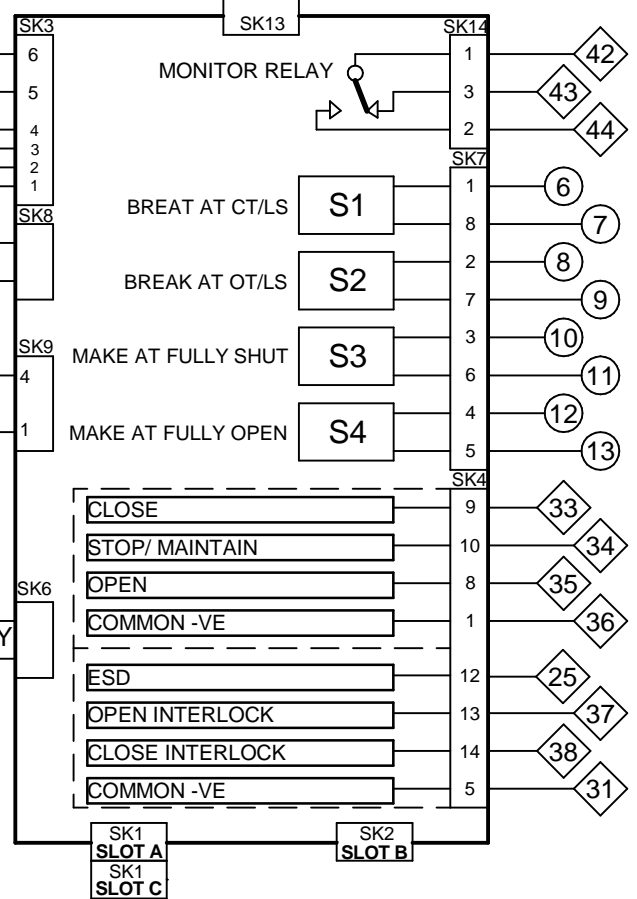 SK13
SK3
SK14
6
MONITOR RELAY
1
42
5
3
43
4
2
44
3
2
1
SK7
BREAT AT CT/LS
S1
1
6
8
7
SK8
BREAK AT OT/LS
S2
2
8
7
9
SK9
MAKE AT FULLY SHUT
S3
3
10
4
6
11
MAKE AT FULLY OPEN
S4
4
12
1
5
13
SK4
CLOSE
9
33
STOP/ MAINTAIN
10
34
SK6
OPEN
8
35
COMMON -VE
1
36
Y
ESD
12
25
OPEN INTERLOCK
13
37
CLOSE INTERLOCK
14
38
COMMON -VE
5
31
SK1
SLOT A
SK2
SLOT B
SK1
SLOT C